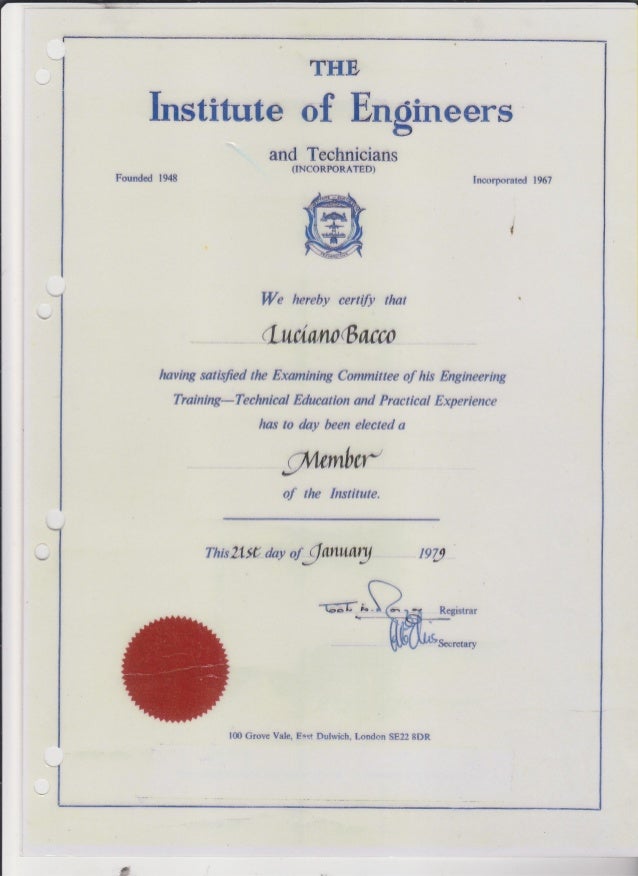 THE
Institute of Engineers
and Technicians
(INCORPORATED)
Founded 1948
Incorporated 1967
We hereby certify that
Luciano Bacco
having satisfied the Examining Committee of his Engineering
Training—Technical Education and Practical Experience
has to day been elected a
Member
of the Institute.
This 21st day of January 1979
Registrar
Secretary
100 Grove Vale, East Dulwich, London SE22 8DR